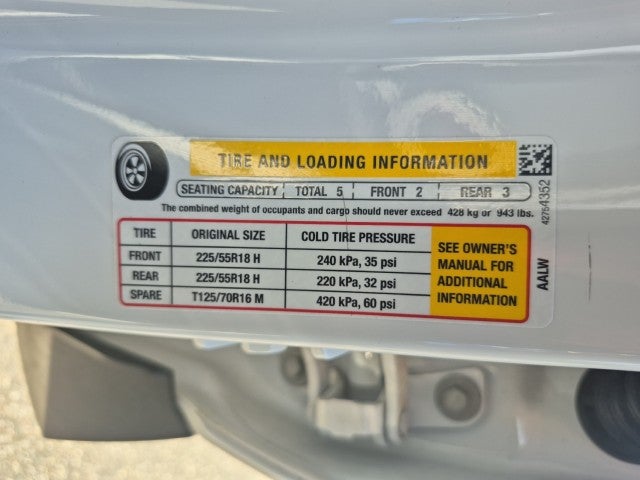 TIRE AND LOADING INFORMATION
SEATING CAPACITY TOTAL 5 FRONT 2 REAR 3
The combined weight of occupants and cargo should never exceed 428 kg or 943 lbs.
TIRE ORIGINAL SIZE COLD TIRE PRESSURE
FRONT 225/55R18 H 240 kPa, 35 psi
REAR 225/55R18 H 220 kPa, 32 psi
SPARE T125/70R16 M 420 kPa, 60 psi
SEE OWNER'S
MANUAL FOR
ADDITIONAL
INFORMATION
42754352
AALW